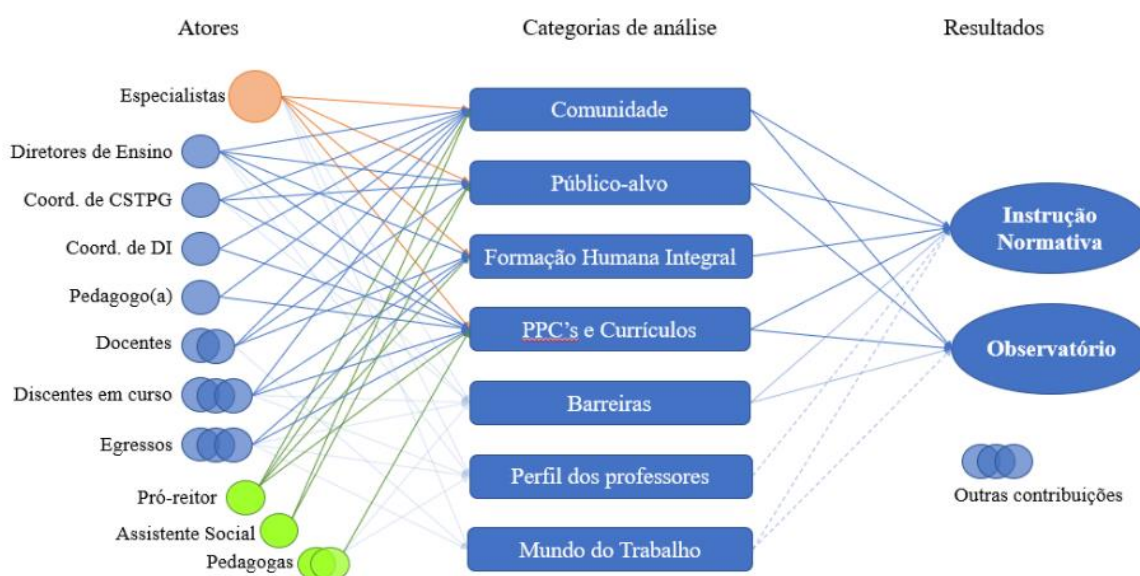 Atores
Categorias de análise
Resultados
Especialistas
Diretores de Ensino
Coord. de CSTPG
Coord. de DI
Pedagogo(a)
Docentes
Discentes em curso
Egressos
Pró-reitor
Assistente Social
Pedagogas
Comunidade
Público-alvo
Formação Humana Integral
PPC's e Currículos
Barreiras
Perfil dos professores
Mundo do Trabalho
Instrução
Normativa
Observatório
Outras contribuições